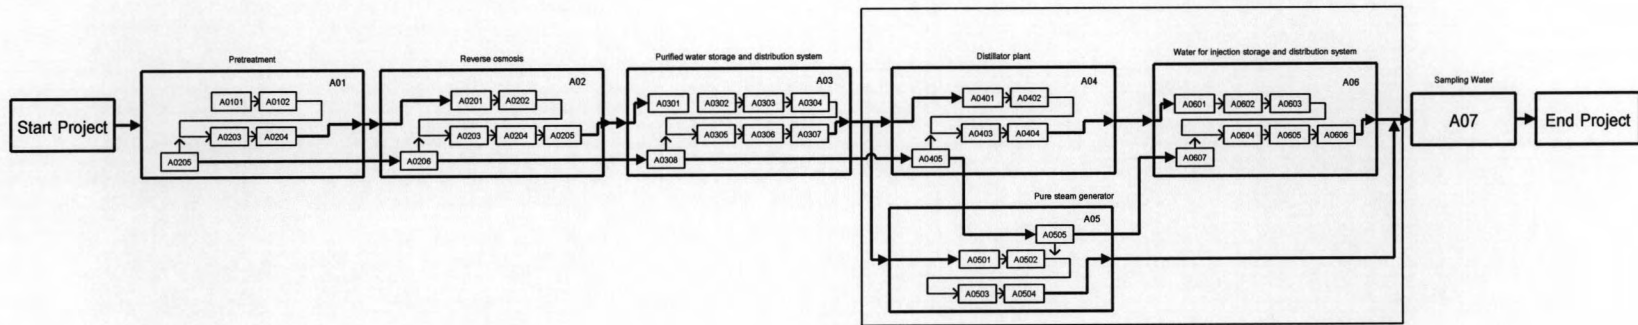 Start Project
Pretreatment
A01
A0101
A0102
A0203
A0204
A0205
Reverse osmosis
A02
A0201
A0202
A0203
A0204
A0205
A0206
Purified water storage and distribution system
A03
A0301
A0302
A0303
A0304
A0305
A0306
A0307
A0308
Distillator plant
A04
A0401
A0402
A0403
A0404
A0405
Pure steam generator
A05
A0505
A0501
A0502
A0503
A0504
Water for injection storage and distribution system
A06
A0601
A0602
A0603
A0604
A0605
A0606
A0607
Sampling Water
A07
End Project